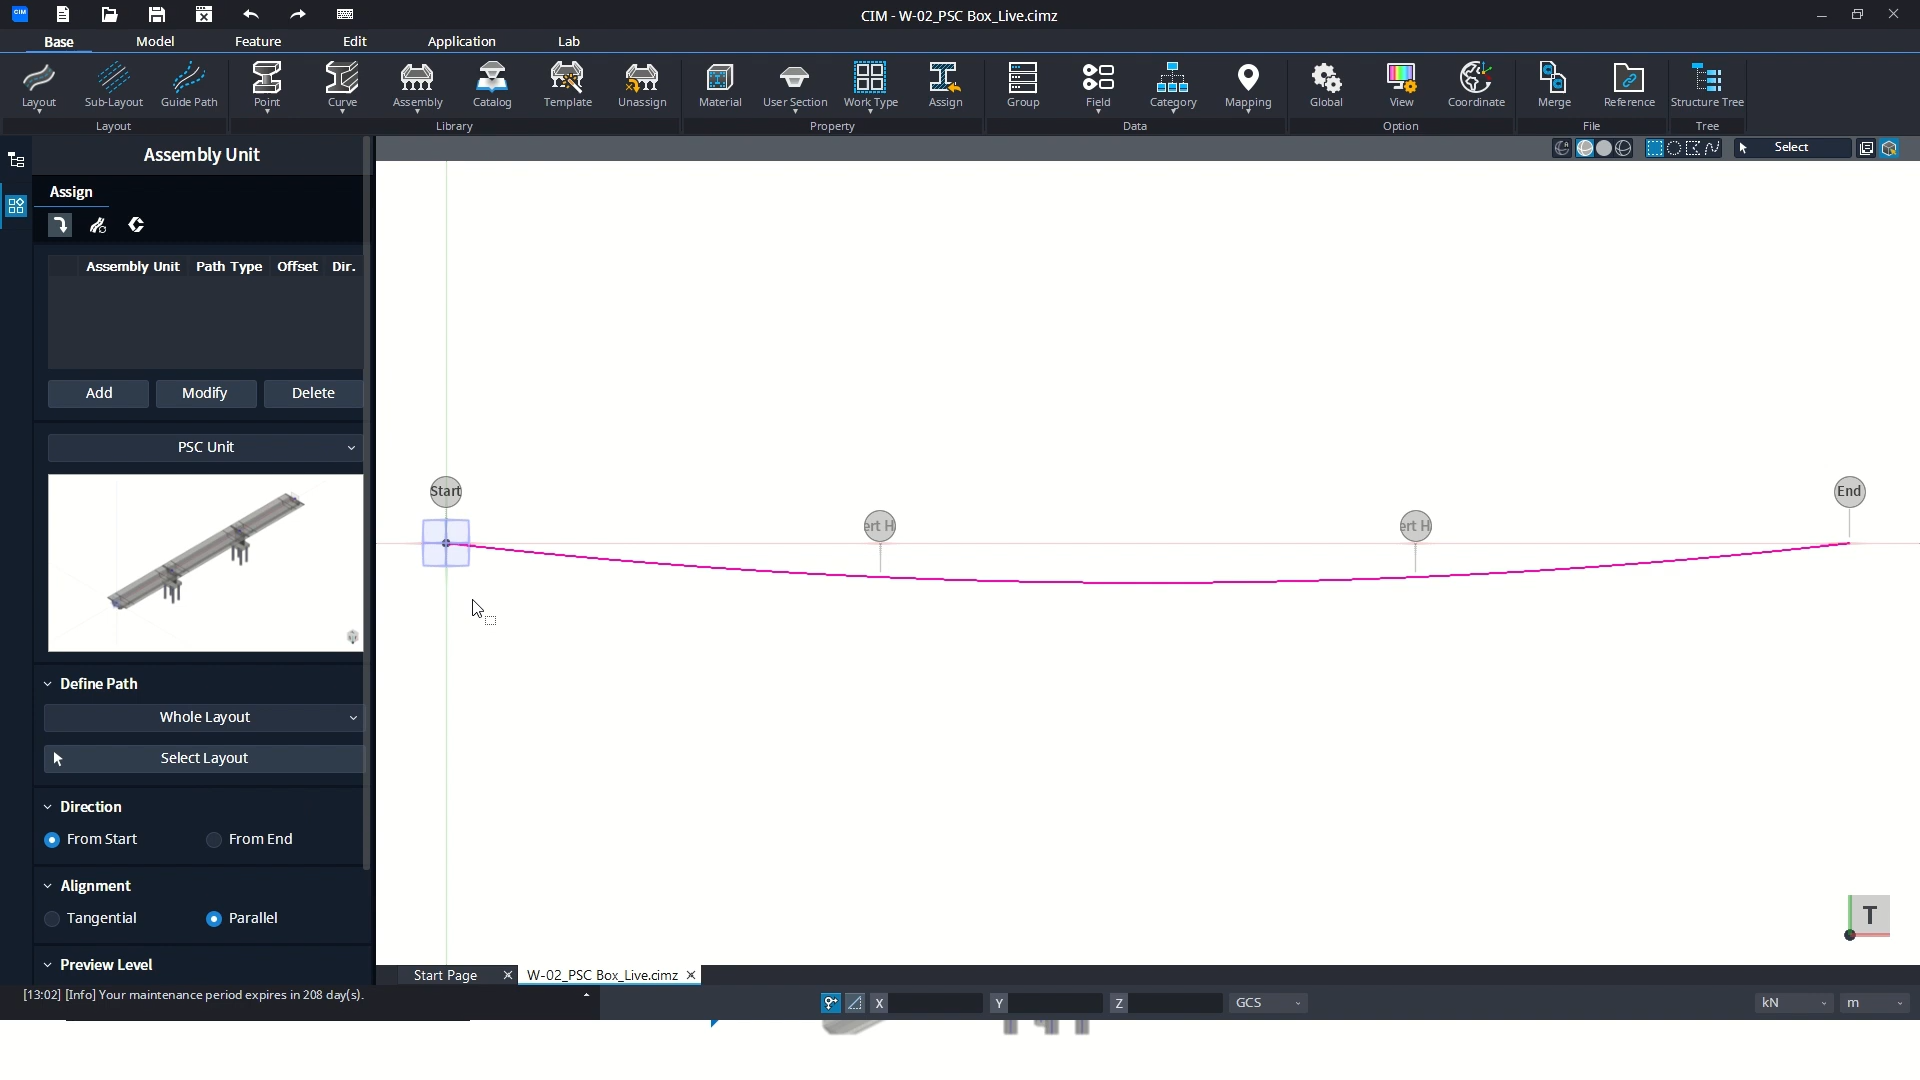 CIM
CIM - W-02_PSC Box_Live.cimz
Base Model Feature Edit Application Lab
Layout Sub-Layout Guide Path Point Curve Assembly Catalog Template Unassign Material User Section Work Type Assign Group Field Category Mapping Global View Coordinate Merge Reference Structure Tree
Layout Library Property Data Option File Tree
Assembly Unit
Select
Assign
Assembly Unit Path Type Offset Dir.
Add Modify Delete
PSC Unit
Define Path
Whole Layout
Select Layout
Direction
From Start From End
Alignment
Tangential Parallel
Preview Level
Start
ert H
ert H
End
T
Start Page
W-02_PSC Box_Live.cimz
[13:02] [Info] Your maintenance period expires in 208 day(s).
X Y Z GCS kN m